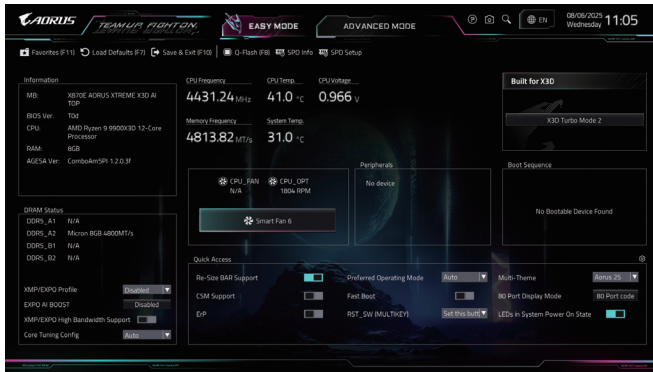 AORUS
TEAM UP. FIGHT ON.
EASY MODE
ADVANCED MODE
EN
08/06/2025
Wednesday
11:05
Favorites (F11)
Load Defaults (F7)
Save & Exit (F10)
Q-Flash (F8)
SPD Info
SPD Setup
Information
MB: X870E AORUS XTREME X3D AI
TOP
BIOS Ver. T0d
CPU: AMD Ryzen 9 9900X3D 12-Core
Processor
RAM: 8GB
AGESA Ver: ComboAm5PI 1.2.0.3f
CPU Frequency
4431.24 MHz
CPU Temp.
41.0 °C
CPU Voltage
0.966 V
Memory Frequency
4813.82 MT/s
System Temp.
31.0 °C
Built for X3D
X3D Turbo Mode 2
CPU_FAN
N/A
CPU_OPT
1804 RPM
Smart Fan 6
Peripherals
No device
Boot Sequence
No Bootable Device Found
DRAM Status
DDR5_A1 N/A
DDR5_A2 Micron 8GB 4800MT/s
DDR5_B1 N/A
DDR5_B2 N/A
XMP/EXPO
Profile
Disabled
EXPO AI BOOST Disabled
XMP/EXPO High Bandwidth Support
Core Tuning
Config
Auto
Quick Access
Re-Size BAR Support
Preferred Operating Mode Auto
Multi-Theme Aorus 25
CSM Support
Fast Boot
80 Port Display Mode 80 Port code
ErP
RST_SW (MULTIKEY) Set this butt
LEDs in System Power On State